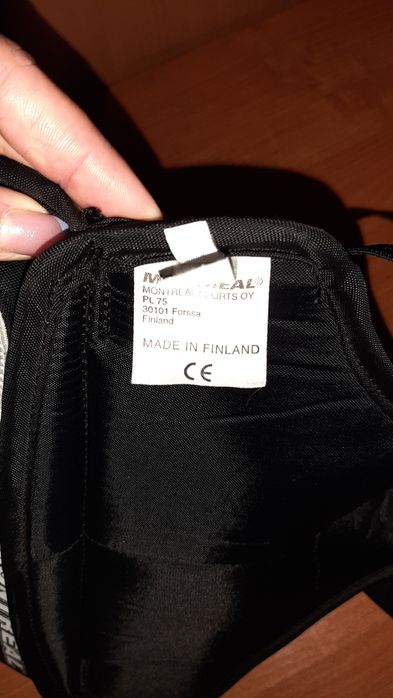 MONTREAL SPORTS OY
PL 75
30101 Forssa
Finland
MADE IN FINLAND
CE